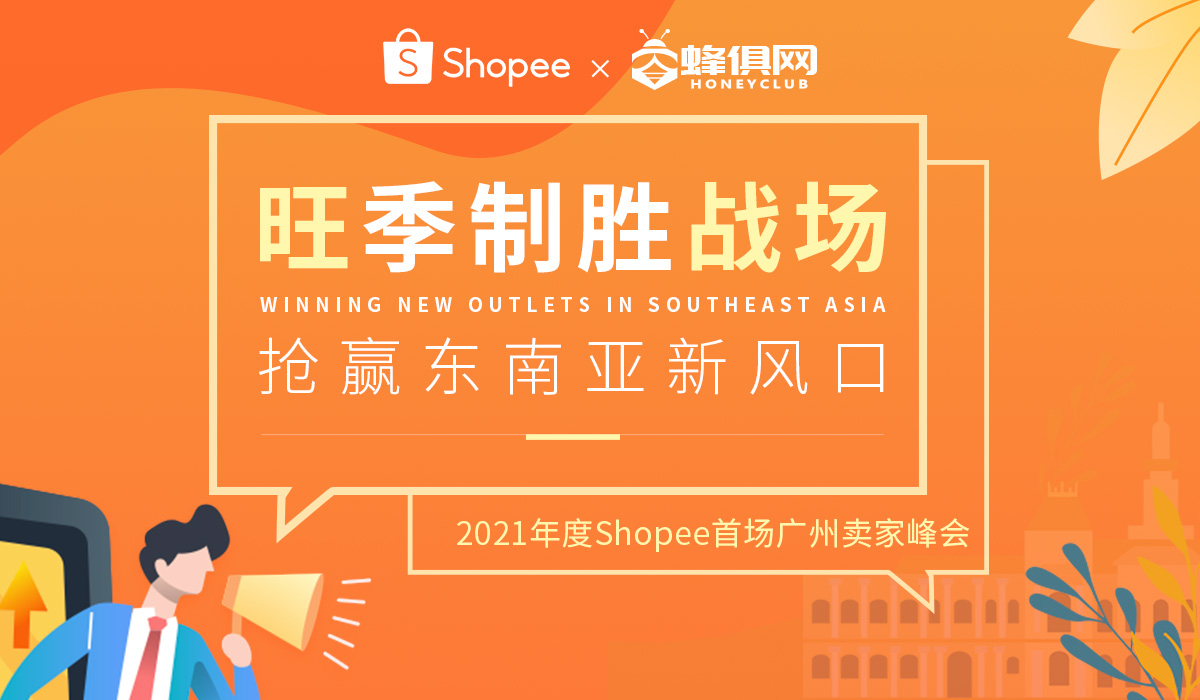 Shopee × 蜂俱网
HONEYCLUB
旺季制胜战场
WINNING NEW OUTLETS IN SOUTHEAST ASIA
抢赢东南亚新风口
2021年度Shopee首场广州卖家峰会